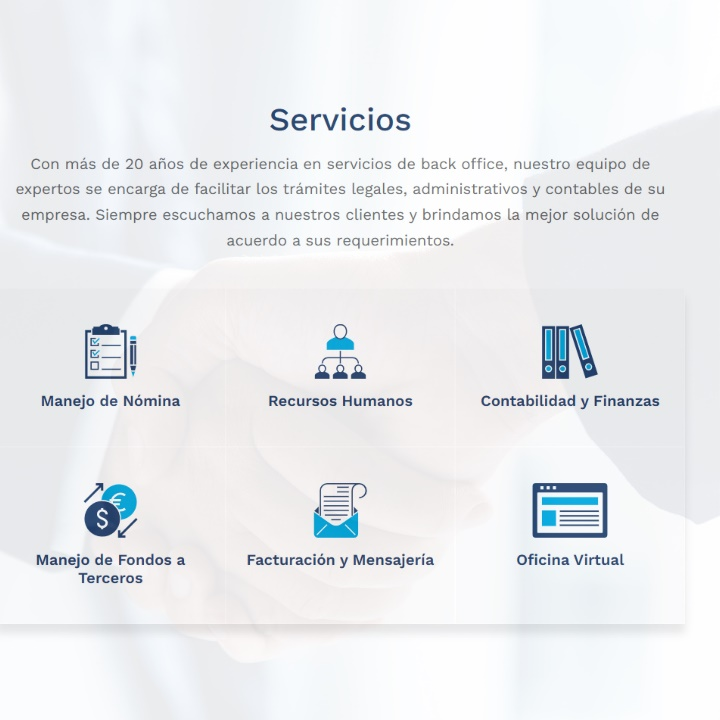 Servicios
Con más de 20 años de experiencia en servicios de back office, nuestro equipo de
expertos se encarga de facilitar los trámites legales, administrativos y contables de su
empresa. Siempre escuchamos a nuestros clientes y brindamos la mejor solución de
acuerdo a sus requerimientos.
Manejo de Nómina
Recursos Humanos
Contabilidad y Finanzas
€
$
Manejo de Fondos a
Terceros
Facturación y Mensajería
Oficina Virtual